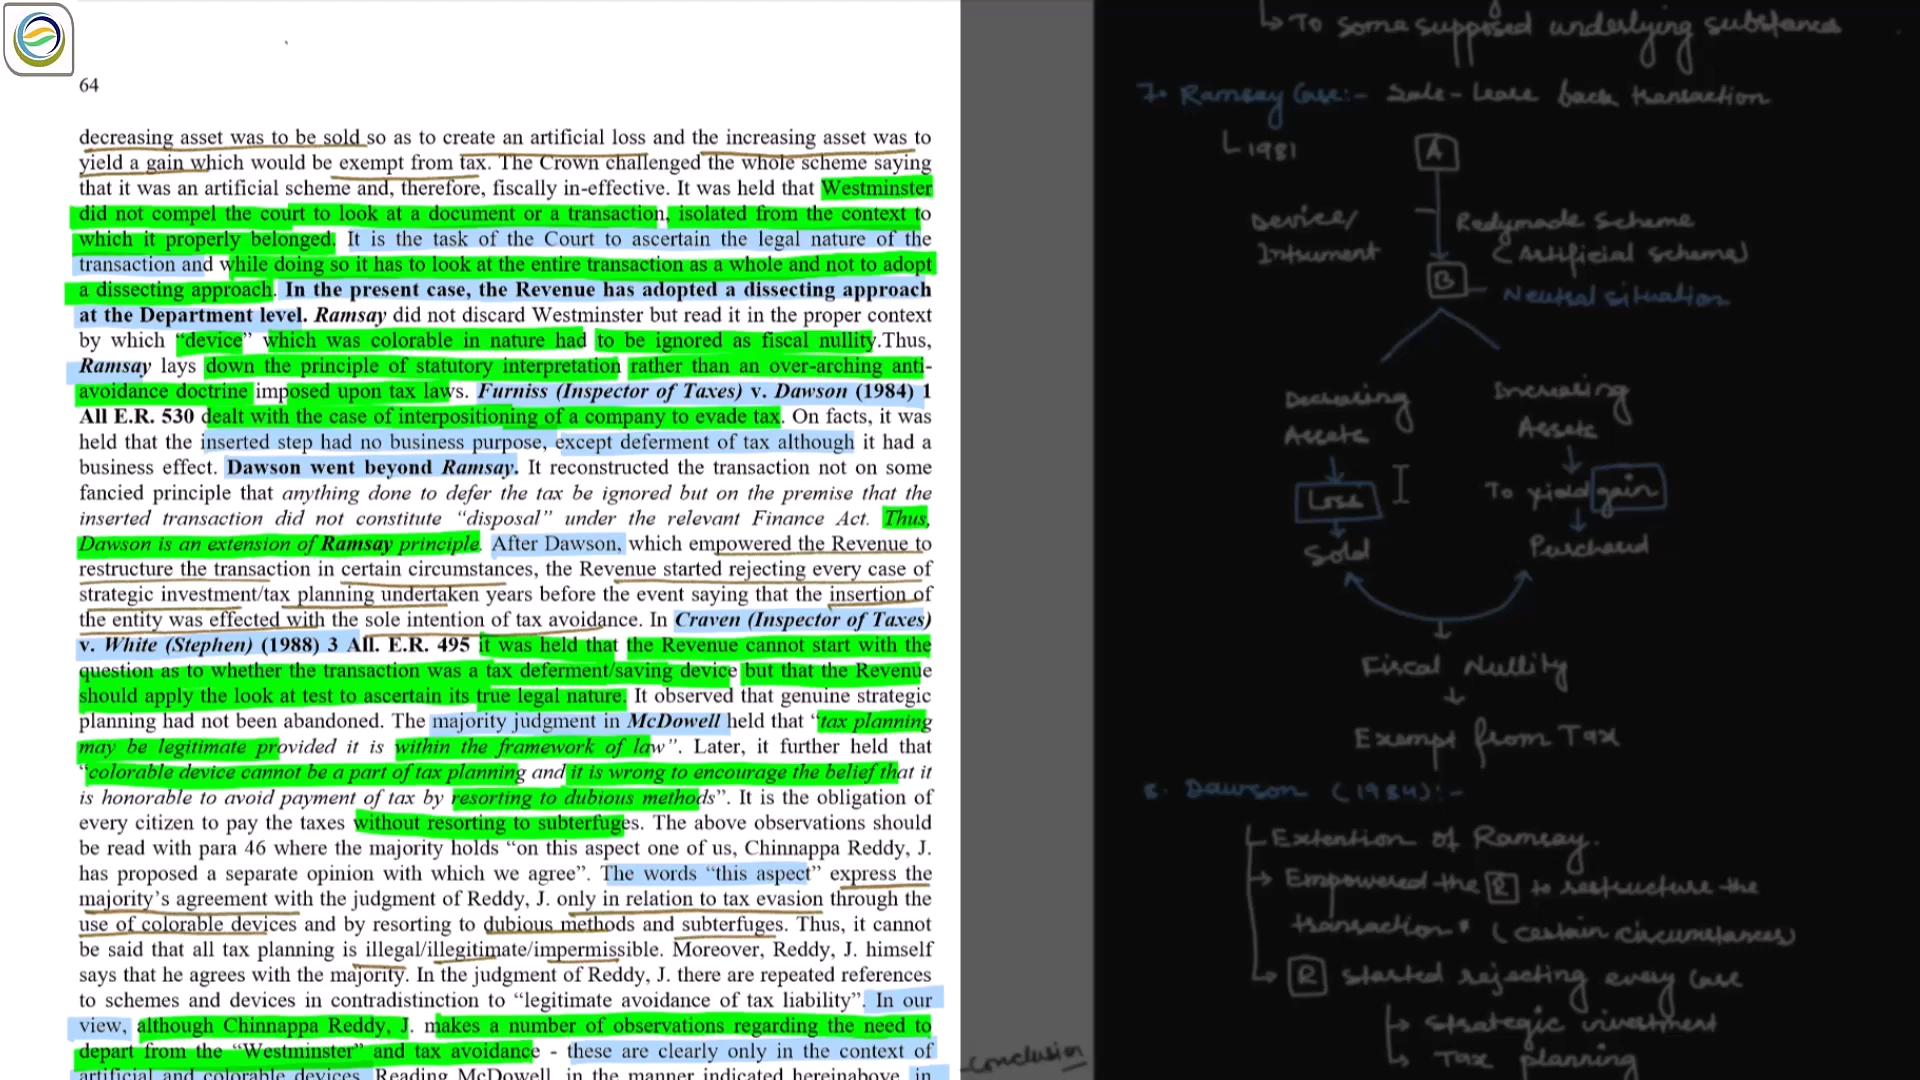 64
decreasing asset was to be sold so as to create an artificial loss and the increasing asset was to
yield a gain which would be exempt from tax. The Crown challenged the whole scheme saying
that it was an artificial scheme and, therefore, fiscally in-effective. It was held that Westminster
did not compel the court to look at a document or a transaction, isolated from the context to
which it properly belonged. It is the task of the Court to ascertain the legal nature of the
transaction and while doing so it has to look at the entire transaction as a whole and not to adopt
a dissecting approach. In the present case, the Revenue has adopted a dissecting approach
at the Department level. Ramsay did not discard Westminster but read it in the proper context
by which “device” which was colorable in nature had to be ignored as fiscal nullity.Thus,
Ramsay lays down the principle of statutory interpretation rather than an over-arching anti-
avoidance doctrine imposed upon tax laws. Furniss (Inspector of Taxes) v. Dawson (1984) 1
All E.R. 530 dealt with the case of interpositioning of a company to evade tax. On facts, it was
held that the inserted step had no business purpose, except deferment of tax although it had a
business effect. Dawson went beyond Ramsay. It reconstructed the transaction not on some
fancied principle that anything done to defer the tax be ignored but on the premise that the
inserted transaction did not constitute “disposal” under the relevant Finance Act. Thus,
Dawson is an extension of Ramsay principle. After Dawson, which empowered the Revenue to
restructure the transaction in certain circumstances, the Revenue started rejecting every case of
strategic investment/tax planning undertaken years before the event saying that the insertion of
the entity was effected with the sole intention of tax avoidance. In Craven (Inspector of Taxes)
v. White (Stephen) (1988) 3 All. E.R. 495 it was held that the Revenue cannot start with the
question as to whether the transaction was a tax deferment/saving device but that the Revenue
should apply the look at test to ascertain its true legal nature. It observed that genuine strategic
planning had not been abandoned. The majority judgment in McDowell held that “tax planning
may be legitimate provided it is within the framework of law”. Later, it further held that
“colorable device cannot be a part of tax planning and it is wrong to encourage the belief that it
is honorable to avoid payment of tax by resorting to dubious methods”. It is the obligation of
every citizen to pay the taxes without resorting to subterfuges. The above observations should
be read with para 46 where the majority holds “on this aspect one of us, Chinnappa Reddy, J.
has proposed a separate opinion with which we agree”. The words “this aspect” express the
majority’s agreement with the judgment of Reddy, J. only in relation to tax evasion through the
use of colorable devices and by resorting to dubious methods and subterfuges. Thus, it cannot
be said that all tax planning is illegal/illegitimate/impermissible. Moreover, Reddy, J. himself
says that he agrees with the majority. In the judgment of Reddy, J. there are repeated references
to schemes and devices in contradistinction to “legitimate avoidance of tax liability”. In our
view, although Chinnappa Reddy, J. makes a number of observations regarding the need to
depart from the “Westminster” and tax avoidance - these are clearly only in the context of
artificial and colorable devices. Reading McDowell, in the manner indicated hereinabove, in
To some supposed underlying substances
7. Ramsay Case:- Sale-Lease back transaction
1981
A
Device/
Intsument
Redymade Scheme
(Artificial Scheme)
B
Neutral situation
Decreasing
Assets
Increasing
Assets
Loss
To yield gain
Sold
Purchased
Fiscal Nullity
Exempt from Tax
8. Dawson (1984):-
Extention of Ramsay.
Empowered the R to restructure the
transaction (certain circumstances)
R started rejecting every case
Strategic
Tax planning
conclusion